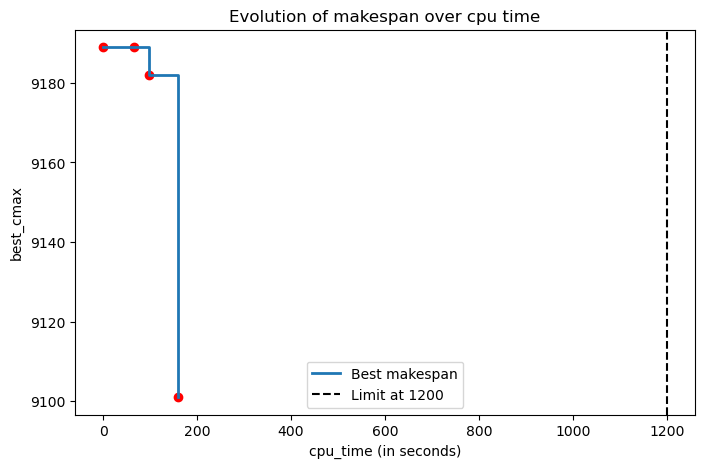 Evolution of makespan over cpu time
best_cmax
9180
9160
9140
9120
9100
Best makespan
Limit at 1200
0
200
400
600
800
1000
1200
cpu_time (in seconds)